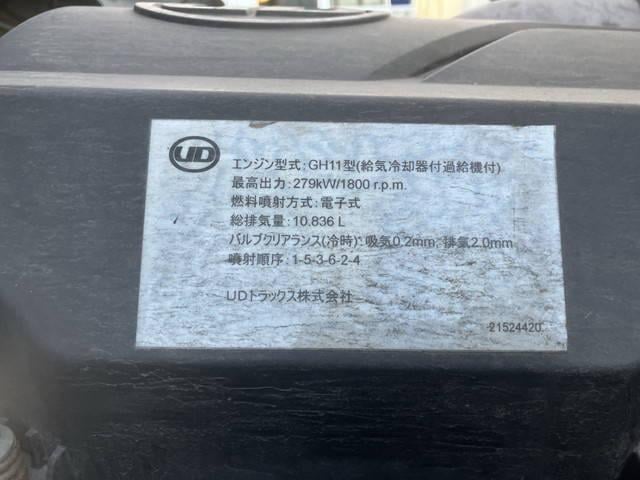 UD
エンジン型式:GH11型(給気冷却器付過給機付)
最高出力:279kW/1800 r.p.m.
燃料噴射方式:電子式
総排気量:10.836 L
バルブクリアランス(冷時):吸気0.2mm, 排気2.0mm
噴射順序:1-5-3-6-2-4
UDトラックス株式会社
21524420